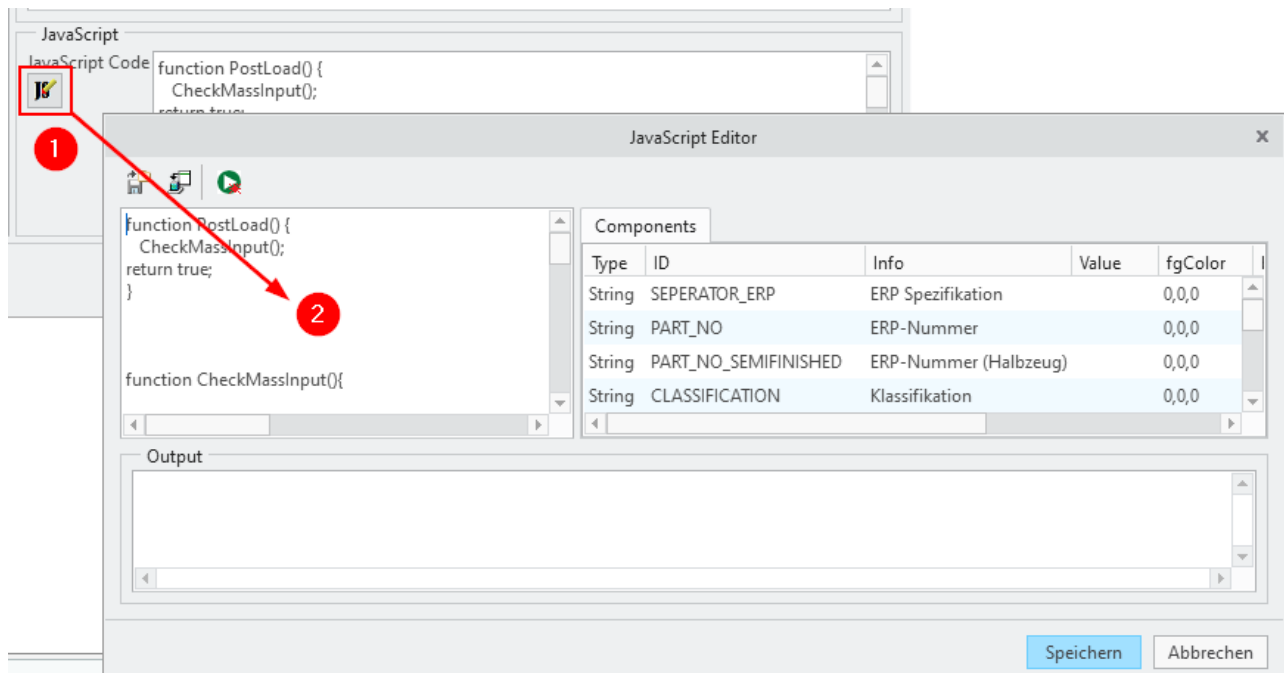 JavaScript
JavaScript Code
function PostLoad() {
CheckMassInput();
return true;
1
JavaScript Editor
x
function PostLoad() {
CheckMassInput();
return true;
}
2
function CheckMassInput(){
Components
Type ID Info Value fgColor
String SEPERATOR_ERP ERP Spezifikation 0,0,0
String PART_NO ERP-Nummer 0,0,0
String PART_NO_SEMIFINISHED ERP-Nummer (Halbzeug) 0,0,0
String CLASSIFICATION Klassifikation 0,0,0
Output
Speichern Abbrechen